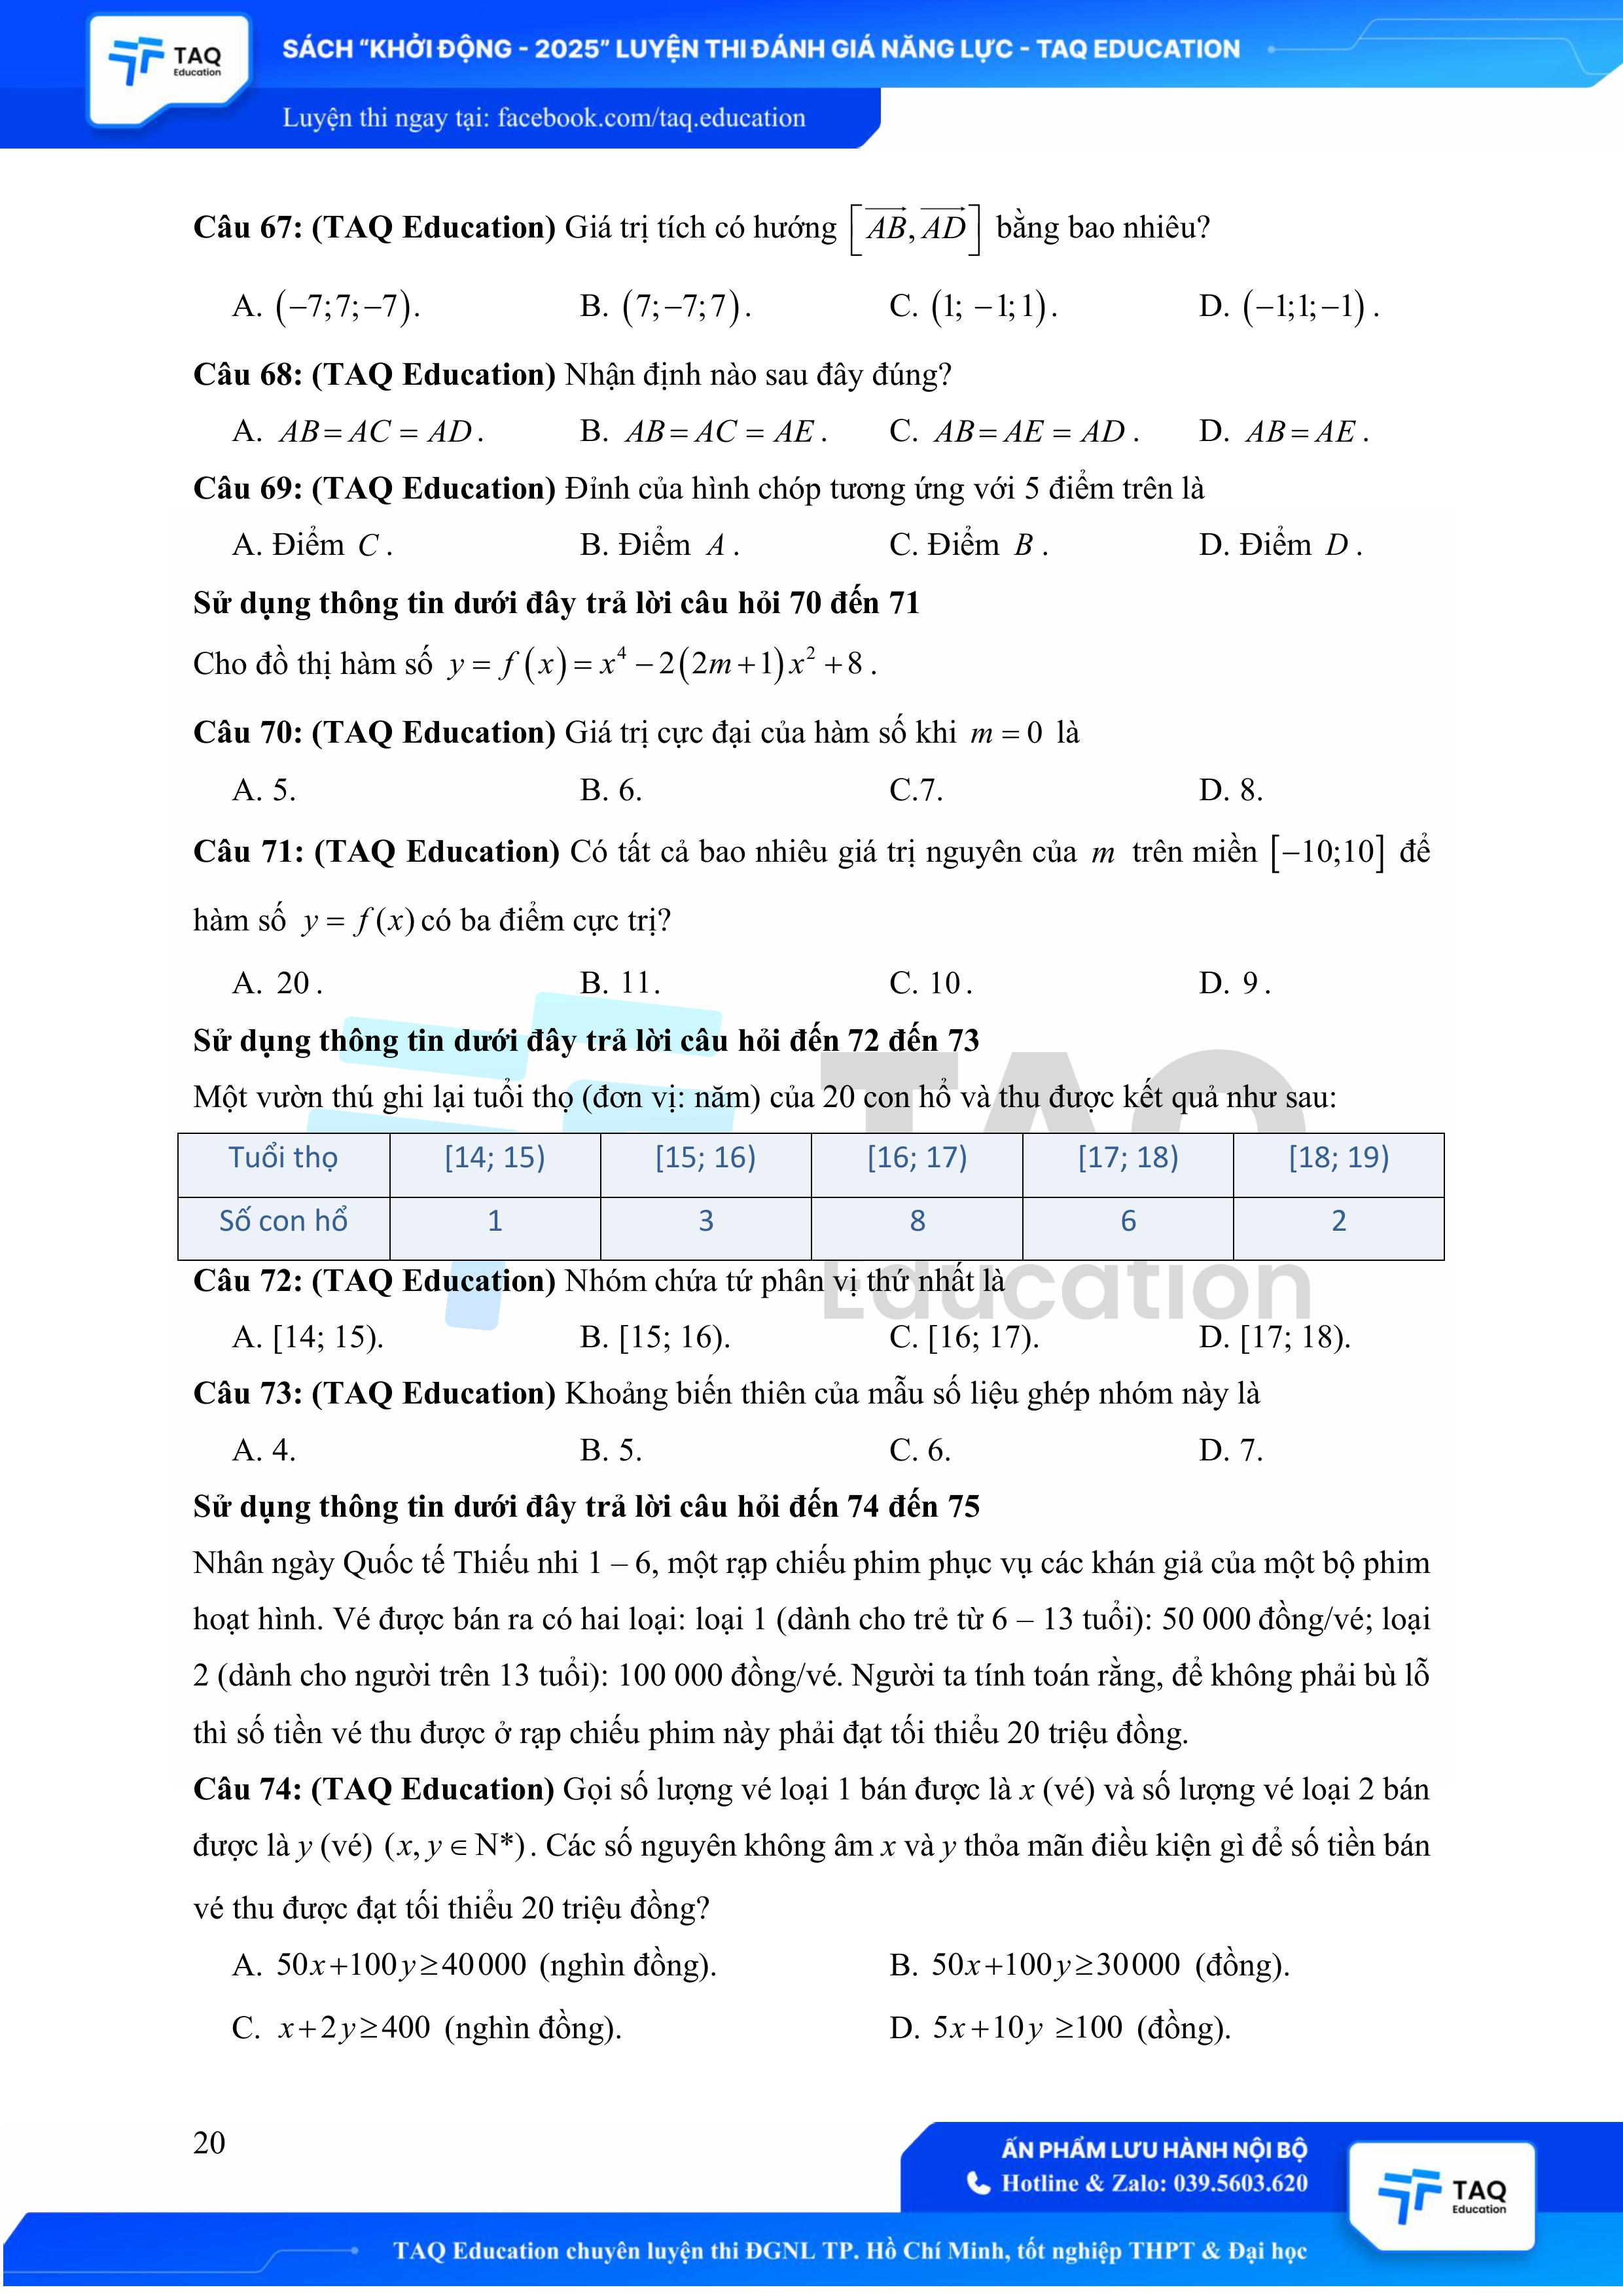 TAQ
Education
SÁCH “KHỞI ĐỘNG - 2025” LUYỆN THI ĐÁNH GIÁ NĂNG LỰC - TAQ EDUCATION
Luyện thi ngay tại: facebook.com/taq.education
Câu 67: (TAQ Education) Giá trị tích có hướng [AB, AD] bằng bao nhiêu?
A. (−7;7;−7). B. (7;−7;7). C. (1; −1;1). D. (−1;1;−1).
Câu 68: (TAQ Education) Nhận định nào sau đây đúng?
A. AB = AC = AD. B. AB = AC = AE. C. AB = AE = AD. D. AB = AE.
Câu 69: (TAQ Education) Đỉnh của hình chóp tương ứng với 5 điểm trên là
A. Điểm C. B. Điểm A. C. Điểm B. D. Điểm D.
Sử dụng thông tin dưới đây trả lời câu hỏi 70 đến 71
Cho đồ thị hàm số y = f(x) = x⁴ − 2(2m+1)x² + 8.
Câu 70: (TAQ Education) Giá trị cực đại của hàm số khi m = 0 là
A. 5. B. 6. C.7. D. 8.
Câu 71: (TAQ Education) Có tất cả bao nhiêu giá trị nguyên của m trên miền [−10;10] để
hàm số y = f(x) có ba điểm cực trị?
A. 20. B. 11. C. 10. D. 9.
Sử dụng thông tin dưới đây trả lời câu hỏi đến 72 đến 73
Một vườn thú ghi lại tuổi thọ (đơn vị: năm) của 20 con hổ và thu được kết quả như sau:
Tuổi thọ [14; 15) [15; 16) [16; 17) [17; 18) [18; 19)
Số con hổ 1 3 8 6 2
Câu 72: (TAQ Education) Nhóm chứa tứ phân vị thứ nhất là
A. [14; 15). B. [15; 16). C. [16; 17). D. [17; 18).
Câu 73: (TAQ Education) Khoảng biến thiên của mẫu số liệu ghép nhóm này là
A. 4. B. 5. C. 6. D. 7.
Sử dụng thông tin dưới đây trả lời câu hỏi đến 74 đến 75
Nhân ngày Quốc tế Thiếu nhi 1 – 6, một rạp chiếu phim phục vụ các khán giả của một bộ phim
hoạt hình. Vé được bán ra có hai loại: loại 1 (dành cho trẻ từ 6 – 13 tuổi): 50 000 đồng/vé; loại
2 (dành cho người trên 13 tuổi): 100 000 đồng/vé. Người ta tính toán rằng, để không phải bù lỗ
thì số tiền vé thu được ở rạp chiếu phim này phải đạt tối thiểu 20 triệu đồng.
Câu 74: (TAQ Education) Gọi số lượng vé loại 1 bán được là x (vé) và số lượng vé loại 2 bán
được là y (vé) (x, y ∈ N*). Các số nguyên không âm x và y thỏa mãn điều kiện gì để số tiền bán
vé thu được đạt tối thiểu 20 triệu đồng?
A. 50x+100y≥40000 (nghìn đồng). B. 50x+100y≥30000 (đồng).
C. x+2y≥400 (nghìn đồng). D. 5x+10y ≥100 (đồng).
TAQ
Education
20
ẤN PHẨM LƯU HÀNH NỘI BỘ
Hotline & Zalo: 039.5603.620
TAQ
Education
TAQ Education chuyên luyện thi ĐGNL TP. Hồ Chí Minh, tốt nghiệp THPT & Đại học